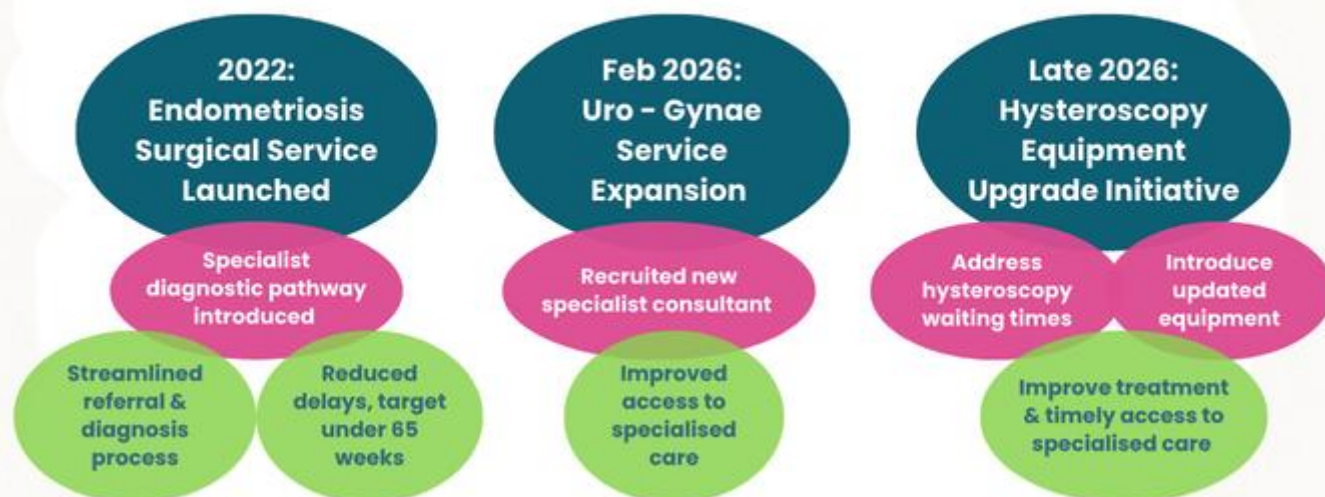 2022:
Endometriosis
Surgical Service
Launched
Specialist
diagnostic pathway
introduced
Streamlined
referral &
diagnosis
process
Reduced
delays, target
under 65
weeks
Feb 2026:
Uro - Gynae
Service
Expansion
Recruited new
specialist consultant
Improved
access to
specialised
care
Late 2026:
Hysteroscopy
Equipment
Upgrade Initiative
Address
hysteroscopy
waiting times
Introduce
updated
equipment
Improve treatment
& timely access to
specialised care